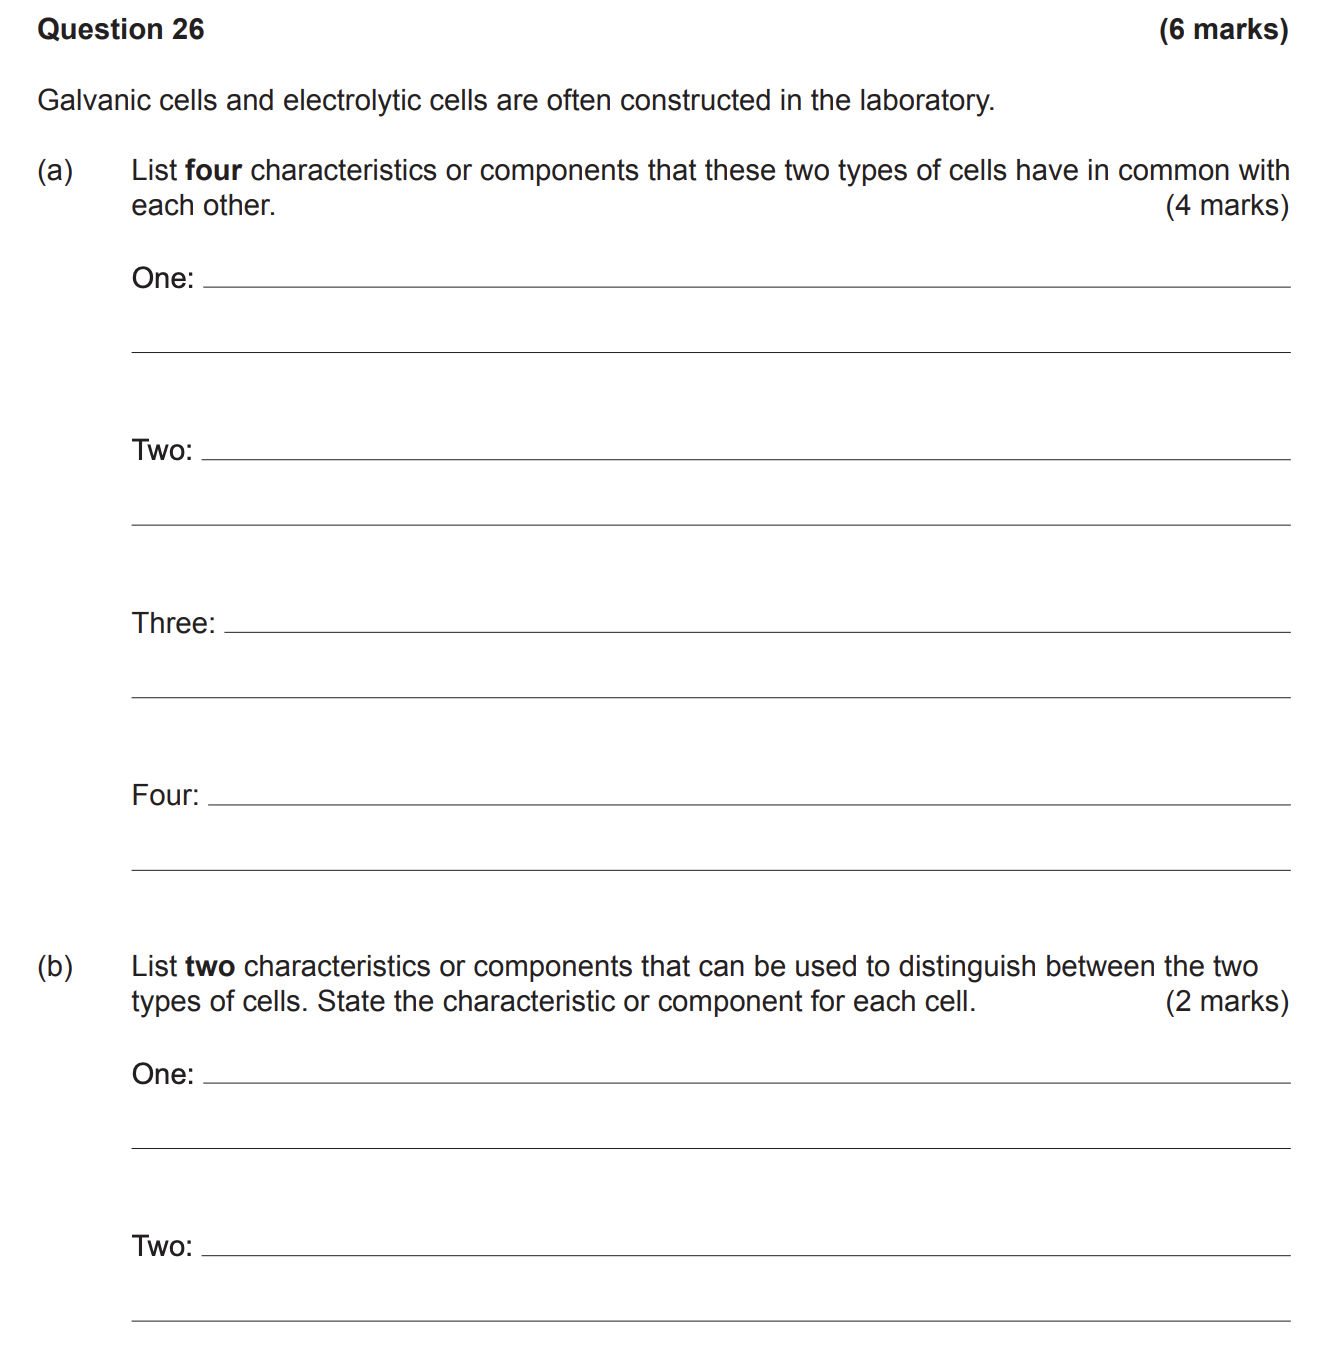 Question 26 (6 marks)
Galvanic cells and electrolytic cells are often constructed in the laboratory.
(a) List four characteristics or components that these two types of cells have in common with
each other. (4 marks)
One:
Two:
Three:
Four:
(b) List two characteristics or components that can be used to distinguish between the two
types of cells. State the characteristic or component for each cell. (2 marks)
One:
Two: